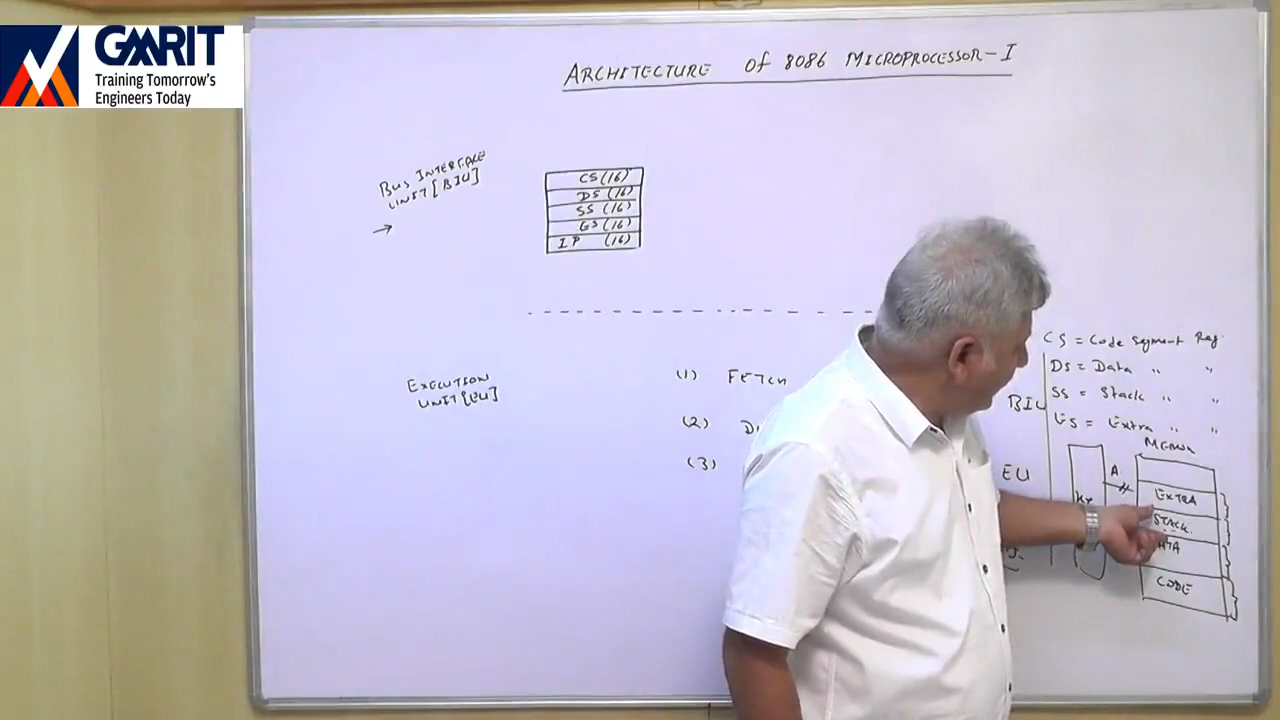 GMRIT
Training Tomorrow's
Engineers Today
ARCHITECTURE of 8086 MICROPROCESSOR-I
BUS INTERFACE
UNIT [BIU]
→
CS (16)
DS (16)
SS (16)
ES (16)
IP (16)
EXECUTION
UNIT [EU]
(1) FETCH
(2)
(3)
BIU
EU
CS = Code Segment Reg
DS = Data " "
SS = Stack " "
ES = Extra " "
A
EXTRA
STACK
CODE